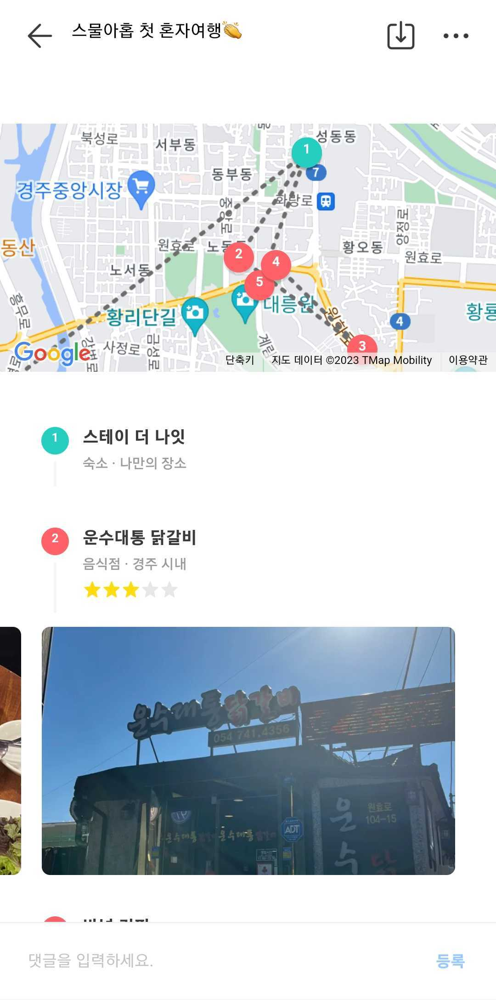 스물아홉 첫 혼자여행👏
북성로
서부동
성동동
1
7
동부동
경주중앙시장
중앙로
화랑로
양정로
동산
원효로
노동동
황오동
원효로
2
4
노서동
5
대릉원
흥무로
황리단길
원화로
4
황룡
Google
강변로
사정로
금성로
계림로
3
단축키
지도 데이터 ©2023 TMap Mobility
이용약관
1
스테이 더 나잇
숙소 · 나만의 장소
2
운수대통 닭갈비
음식점 · 경주 시내
운수대통닭갈비
054 741.4356
운수대통 닭갈비 운수대통 닭갈비
ADT
원효로
104-15
운
수 닭
댓글을 입력하세요.
등록